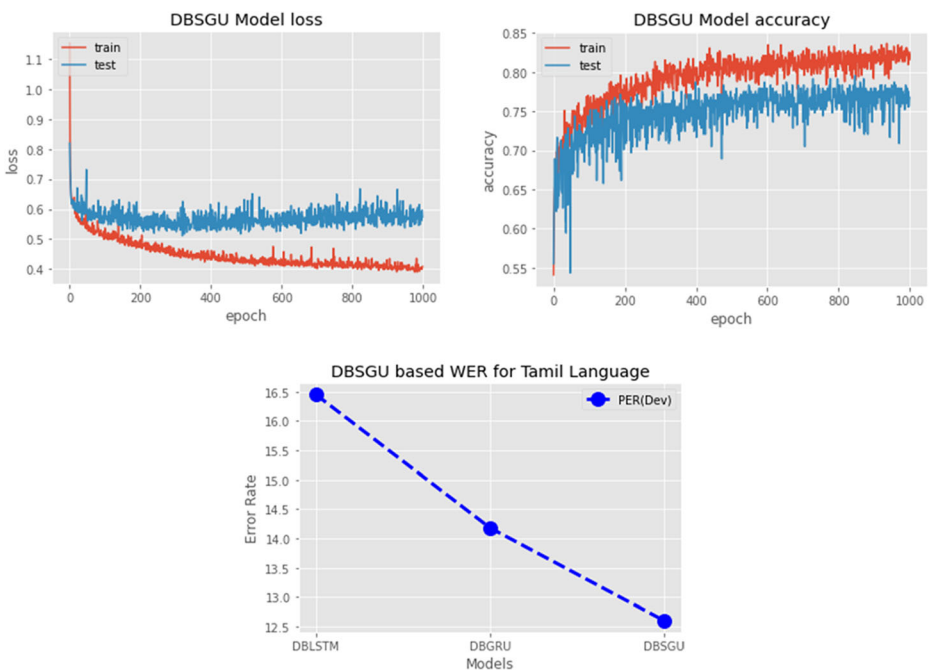 DBSGU Model loss
train
test
1.1
1.0
0.9
0.8
0.7
0.6
0.5
0.4
loss
0 200 400 600 800 1000
epoch
DBSGU Model accuracy
train
test
0.85
0.80
0.75
0.70
0.65
0.60
0.55
accuracy
0 200 400 600 800 1000
epoch
DBSGU based WER for Tamil Language
PER(Dev)
16.5
16.0
15.5
15.0
14.5
14.0
13.5
13.0
12.5
Error Rate
DBLSTM DBGRU DBSGU
Models